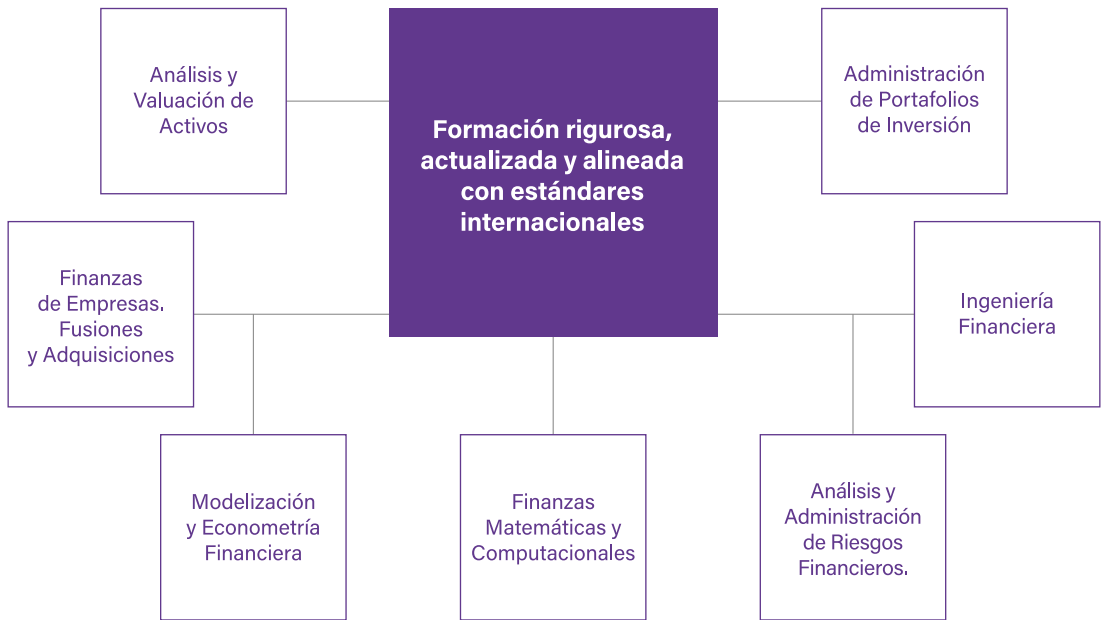 Análisis y
Valuación de
Activos
Formación rigurosa,
actualizada y alineada
con estándares
internacionales
Administración
de Portafolios
de Inversión
Finanzas
de Empresas.
Fusiones
y Adquisiciones
Ingeniería
Financiera
Modelización
y Econometría
Financiera
Finanzas
Matemáticas y
Computacionales
Análisis y
Administración
de Riesgos
Financieros.